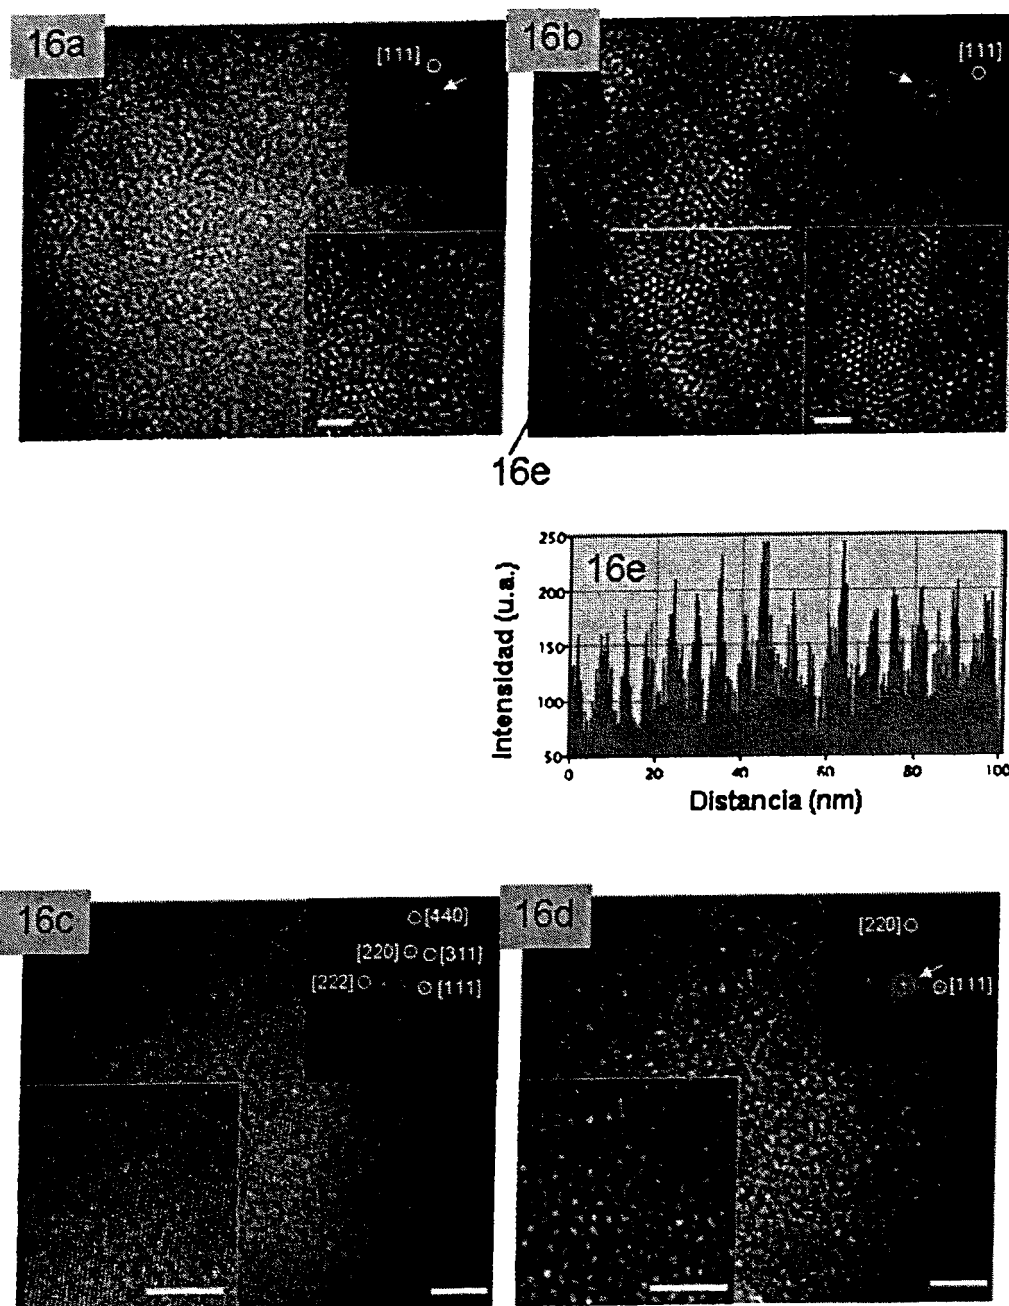 16a
[111]
16b
[111]
16e
16e
Intensidad (u.a.)
250
200
150
100
50
0
20
40
60
80
100
Distancia (nm)
16c
[440]
[220]
[311]
[222]
[111]
16d
[220]
[111]